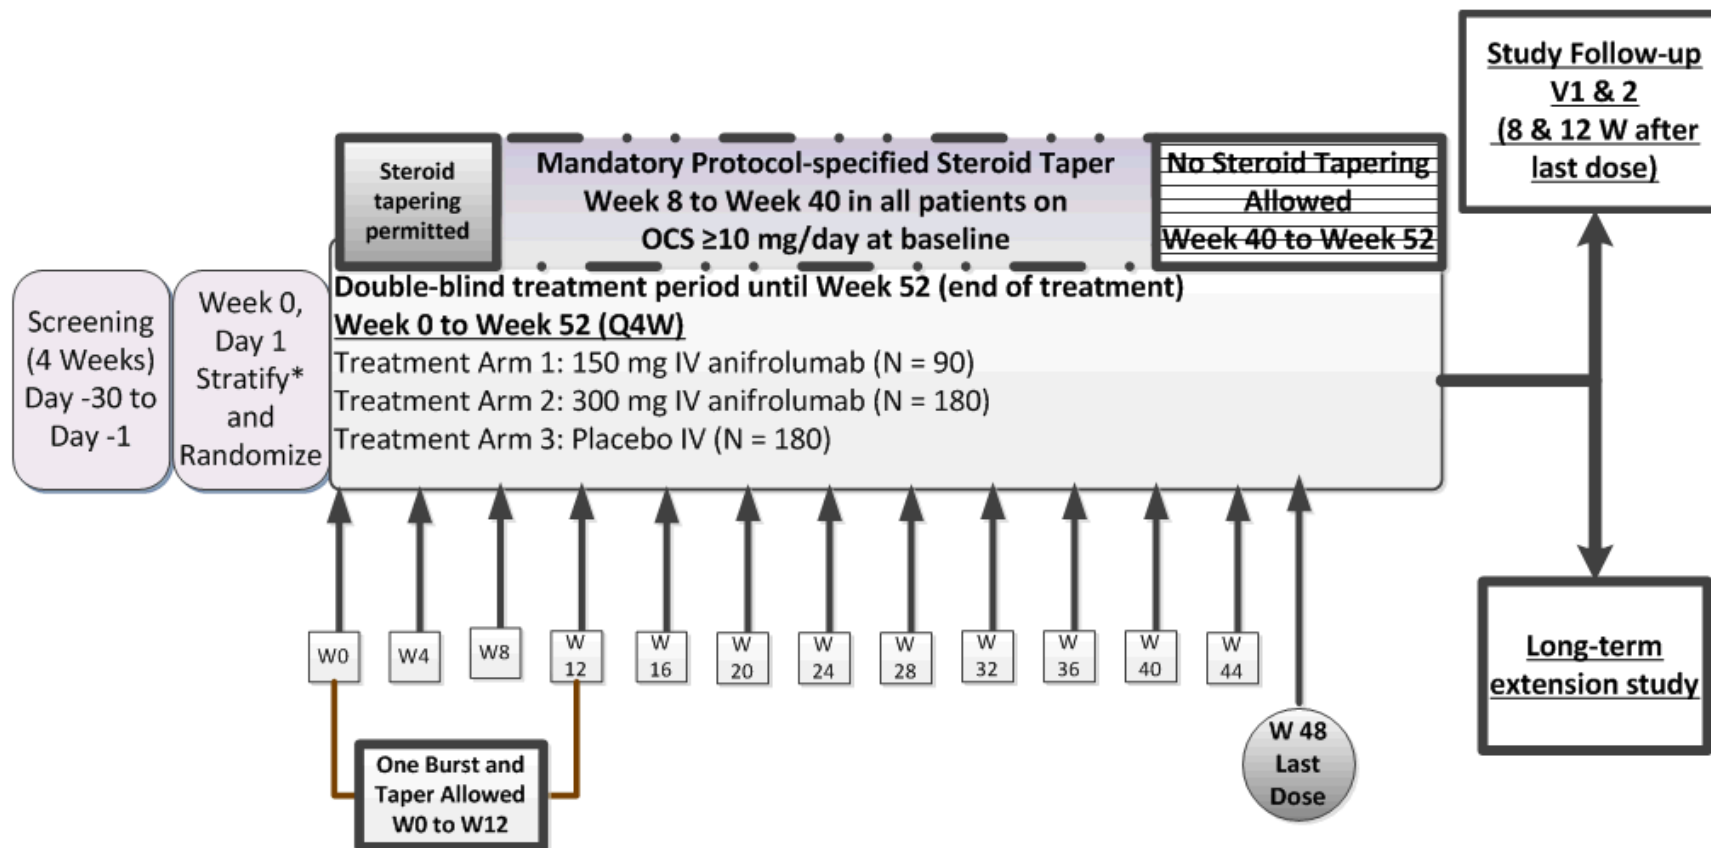 Study Follow-up
V1 & 2
(8 & 12 W after
last dose)
Steroid
tapering
permitted
Mandatory Protocol-specified Steroid Taper
Week 8 to Week 40 in all patients on
OCS ≥10 mg/day at baseline
No Steroid Tapering
Allowed
Week 40 to Week 52
Screening
(4 Weeks)
Day -30 to
Day -1
Week 0,
Day 1
Stratify*
and
Randomize
Double-blind treatment period until Week 52 (end of treatment)
Week 0 to Week 52 (Q4W)
Treatment Arm 1: 150 mg IV anifrolumab (N = 90)
Treatment Arm 2: 300 mg IV anifrolumab (N = 180)
Treatment Arm 3: Placebo IV (N = 180)
W0
W4
W8
W
12
W
16
W
20
W
24
W
28
W
32
W
36
W
40
W
44
W 48
Last
Dose
One Burst and
Taper Allowed
W0 to W12
Long-term
extension study